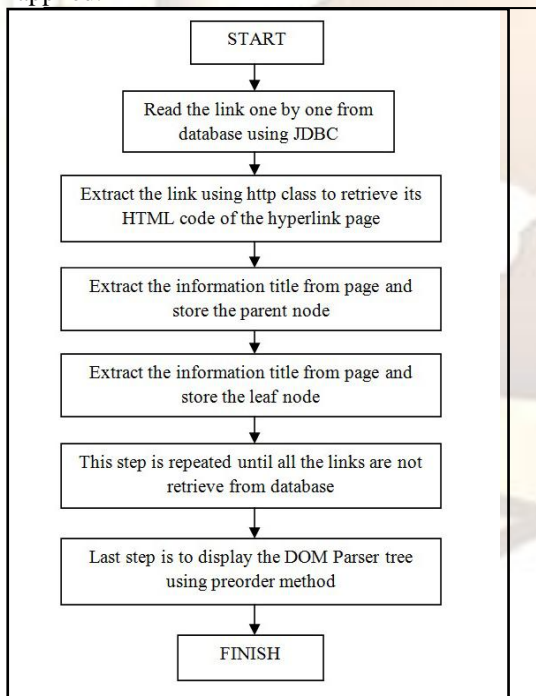 START
Read the link one by one from
database using JDBC
Extract the link using http class to retrieve its
HTML code of the hyperlink page
Extract the information title from page and
store the parent node
Extract the information title from page and
store the leaf node
This step is repeated until all the links are not
retrieve from database
Last step is to display the DOM Parser tree
using preorder method
FINISH